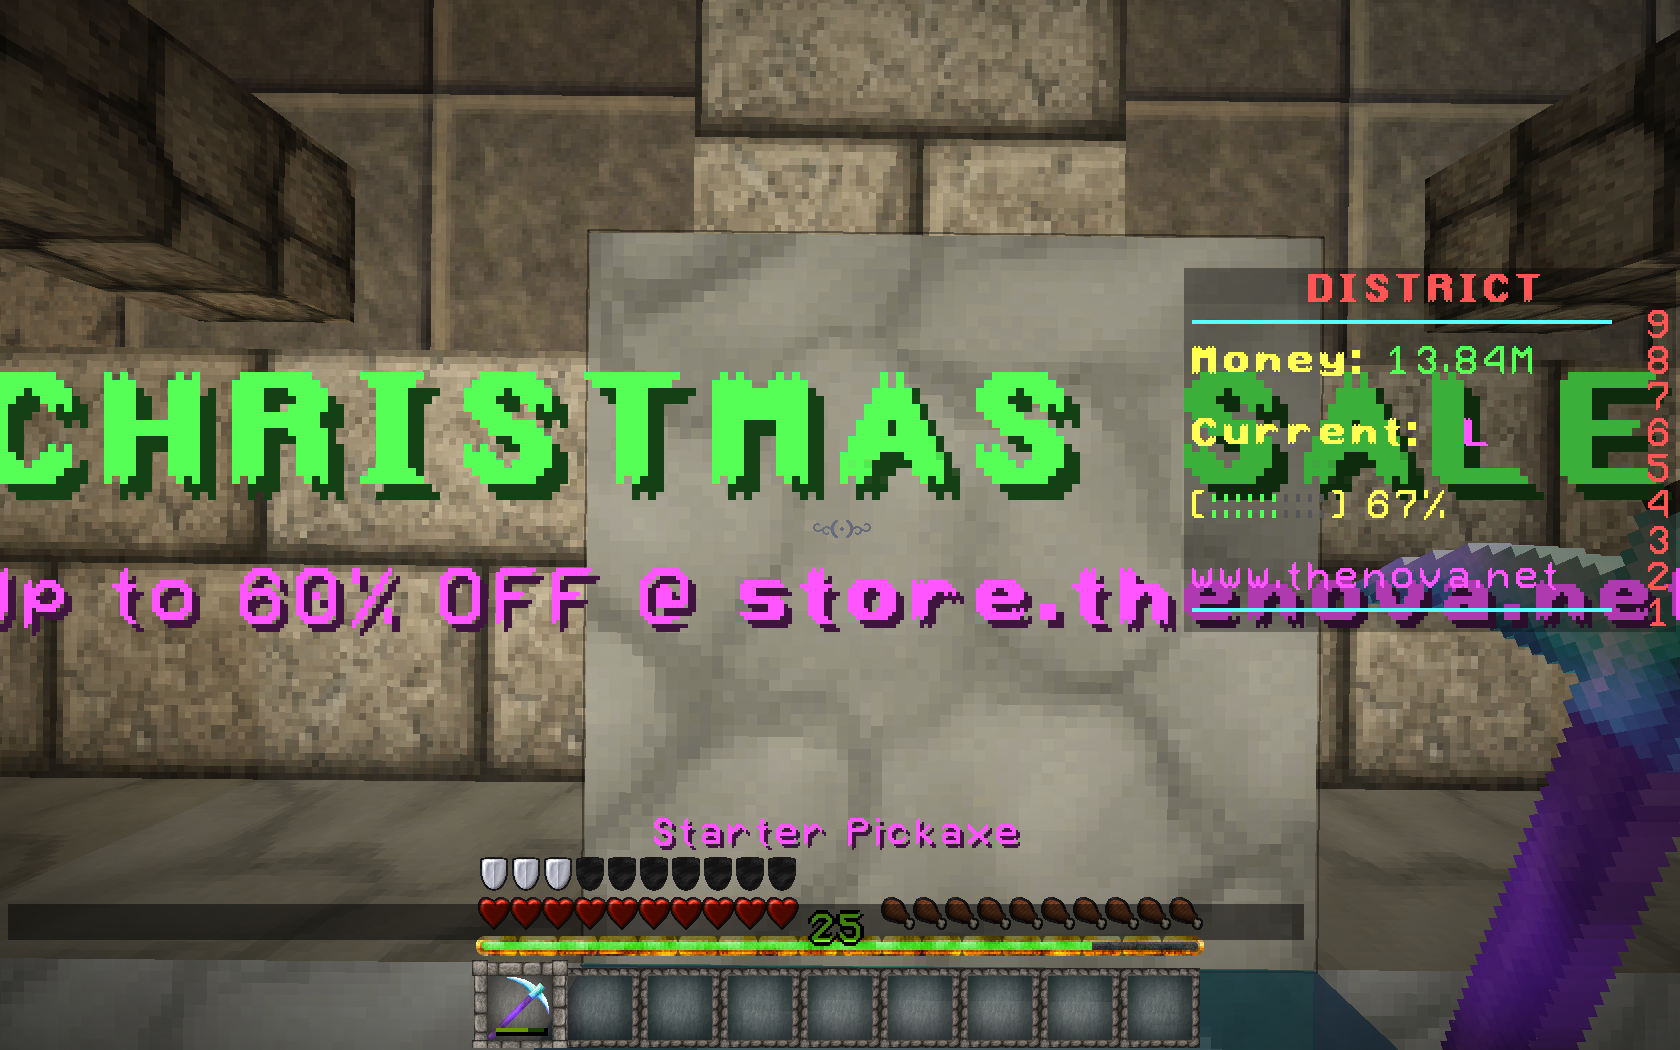 DISTRICT
9
Money: 13.84M 8
CHRISTMAS SALE
7
Current: L 6
5
[::::::::::] 67% 4
3
www.thenova.net 2
Up to 60% OFF @ store.thenova.net
1
Starter Pickaxe
25